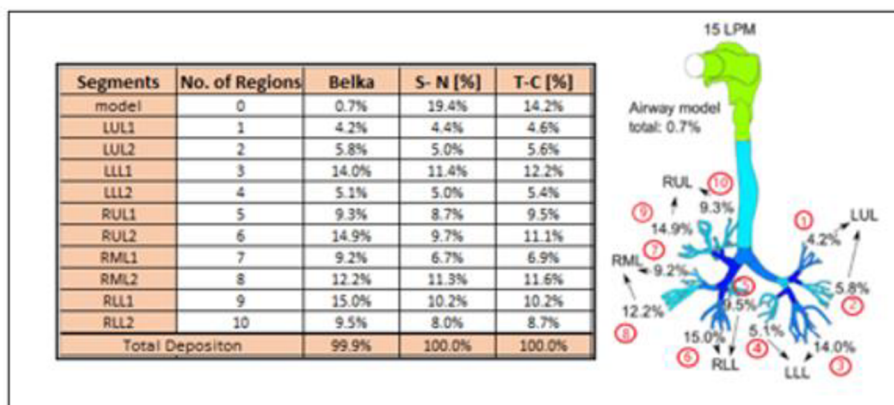 Segments No. of Regions Belka S- N [%] T-C [%]
model 0 0.7% 19.4% 14.2%
LUL1 1 4.2% 4.4% 4.6%
LUL2 2 5.8% 5.0% 5.6%
LLL1 3 14.0% 11.4% 12.2%
LLL2 4 5.1% 5.0% 5.4%
RUL1 5 9.3% 8.7% 9.5%
RUL2 6 14.9% 9.7% 11.1%
RML1 7 9.2% 6.7% 6.9%
RML2 8 12.2% 11.3% 11.6%
RLL1 9 15.0% 10.2% 10.2%
RLL2 10 9.5% 8.0% 8.7%
Total Depositon 99.9% 100.0% 100.0%
15 LPM
Airway model
total: 0.7%
RUL 10
9.3%
9
14.9%
1
LUL
4.2%
7
RML
9.2%
5
9.5%
5.8%
2
12.2%
8
15.0%
5.1%
14.0%
6
RLL
4
LLL
3